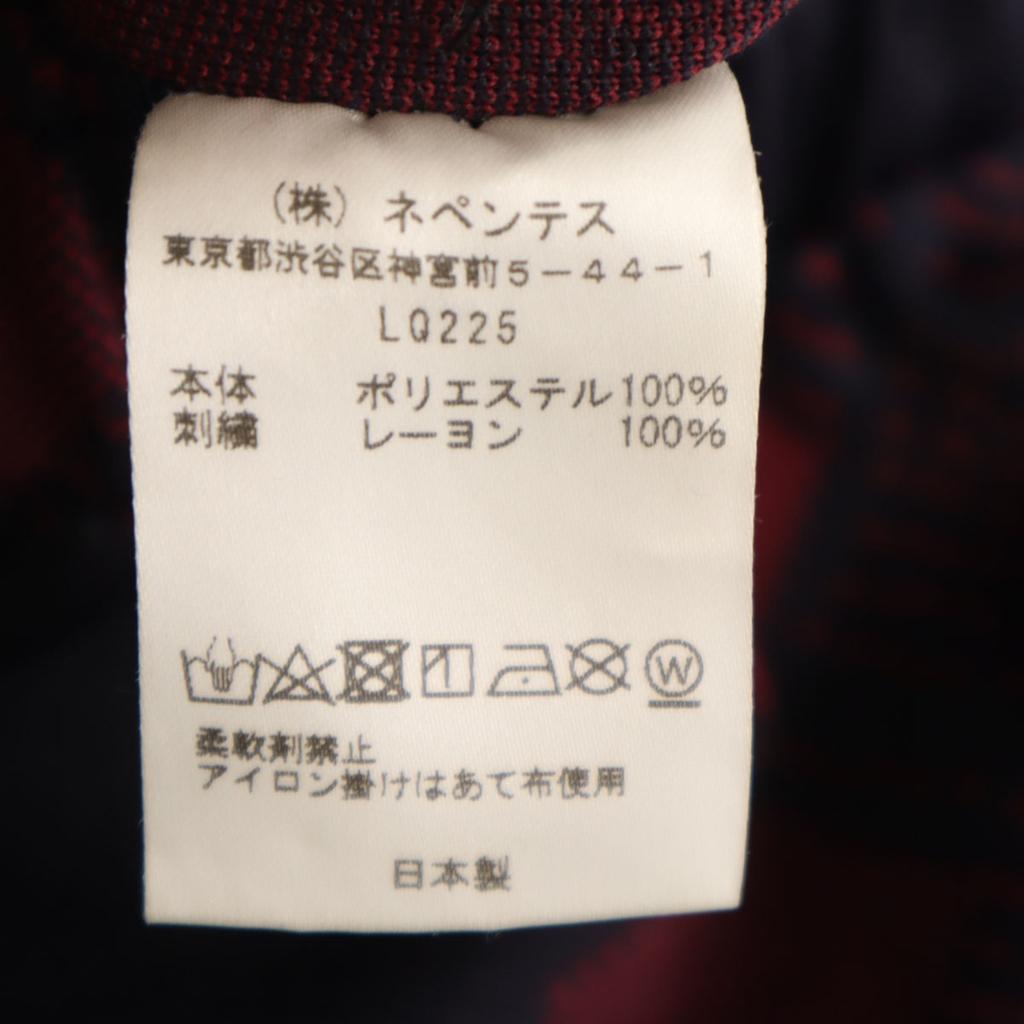 (株) ネペンテス
東京都渋谷区神宮前5-44-1
LQ225
本体 ポリエステル100%
刺繍 レーヨン 100%
W
柔軟剤禁止
アイロン掛けはあて布使用
日本製